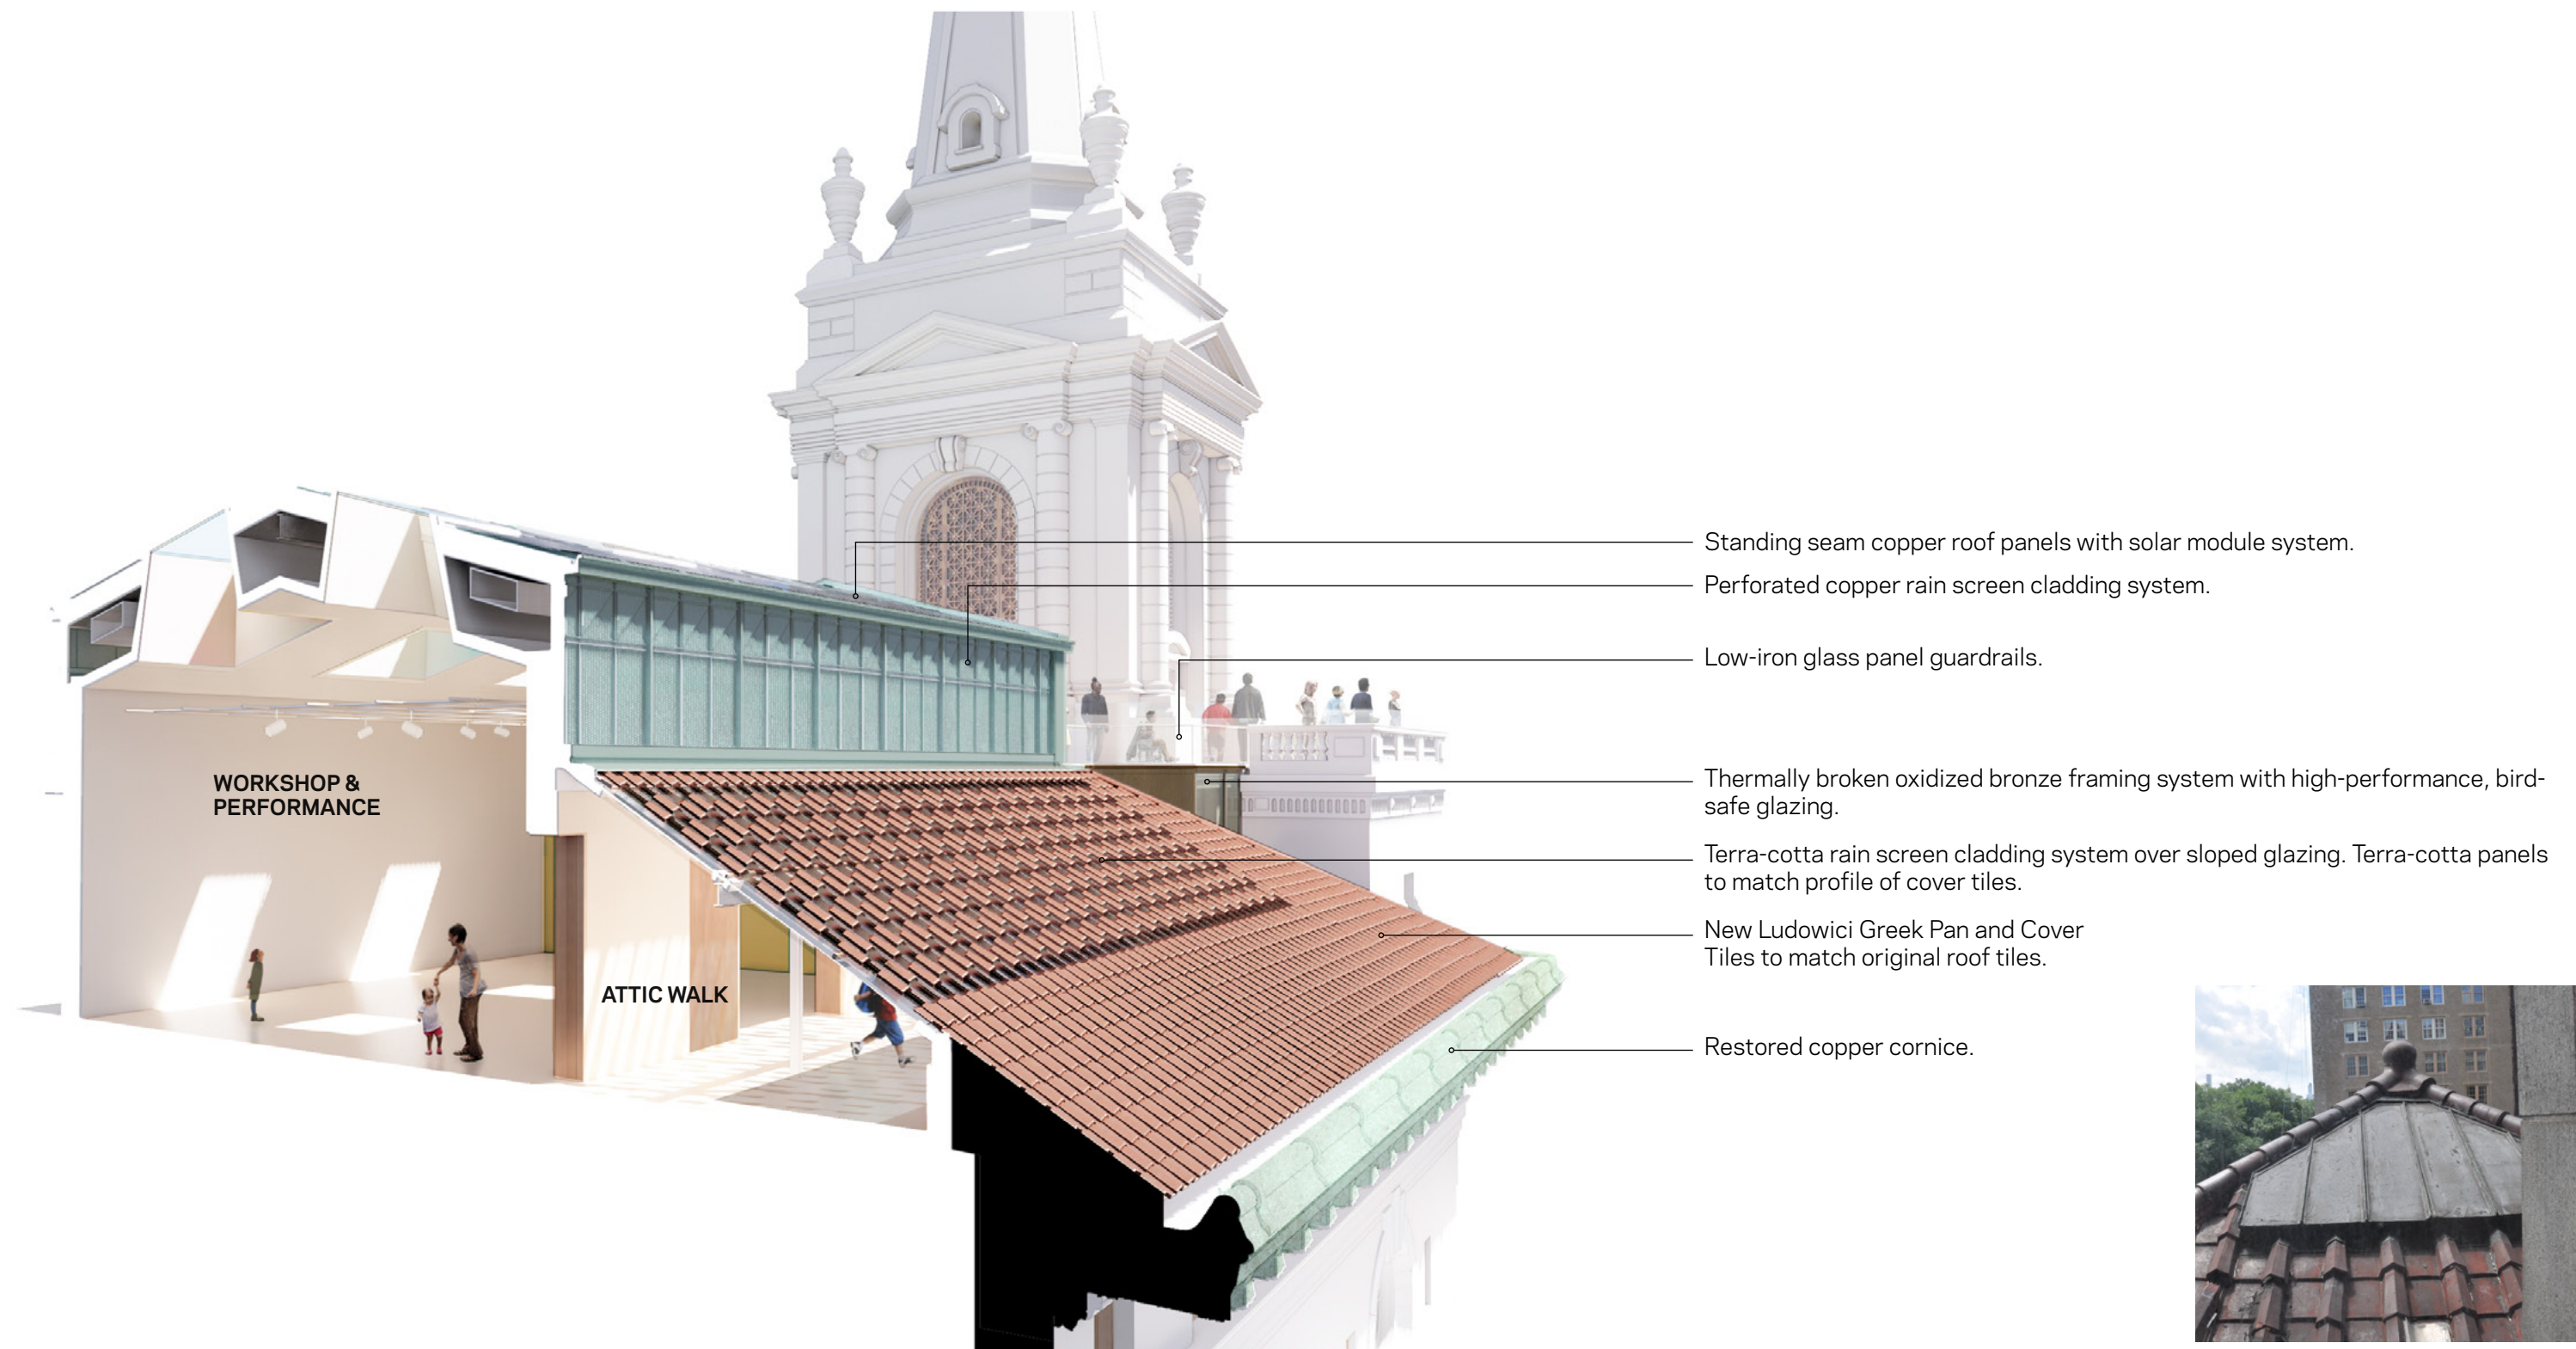 Standing seam copper roof panels with solar module system.
Perforated copper rain screen cladding system.
Low-iron glass panel guardrails.
Thermally broken oxidized bronze framing system with high-performance, bird-
safe glazing.
Terra-cotta rain screen cladding system over sloped glazing. Terra-cotta panels
to match profile of cover tiles.
New Ludowici Greek Pan and Cover
Tiles to match original roof tiles.
Restored copper cornice.
WORKSHOP &
PERFORMANCE
ATTIC WALK